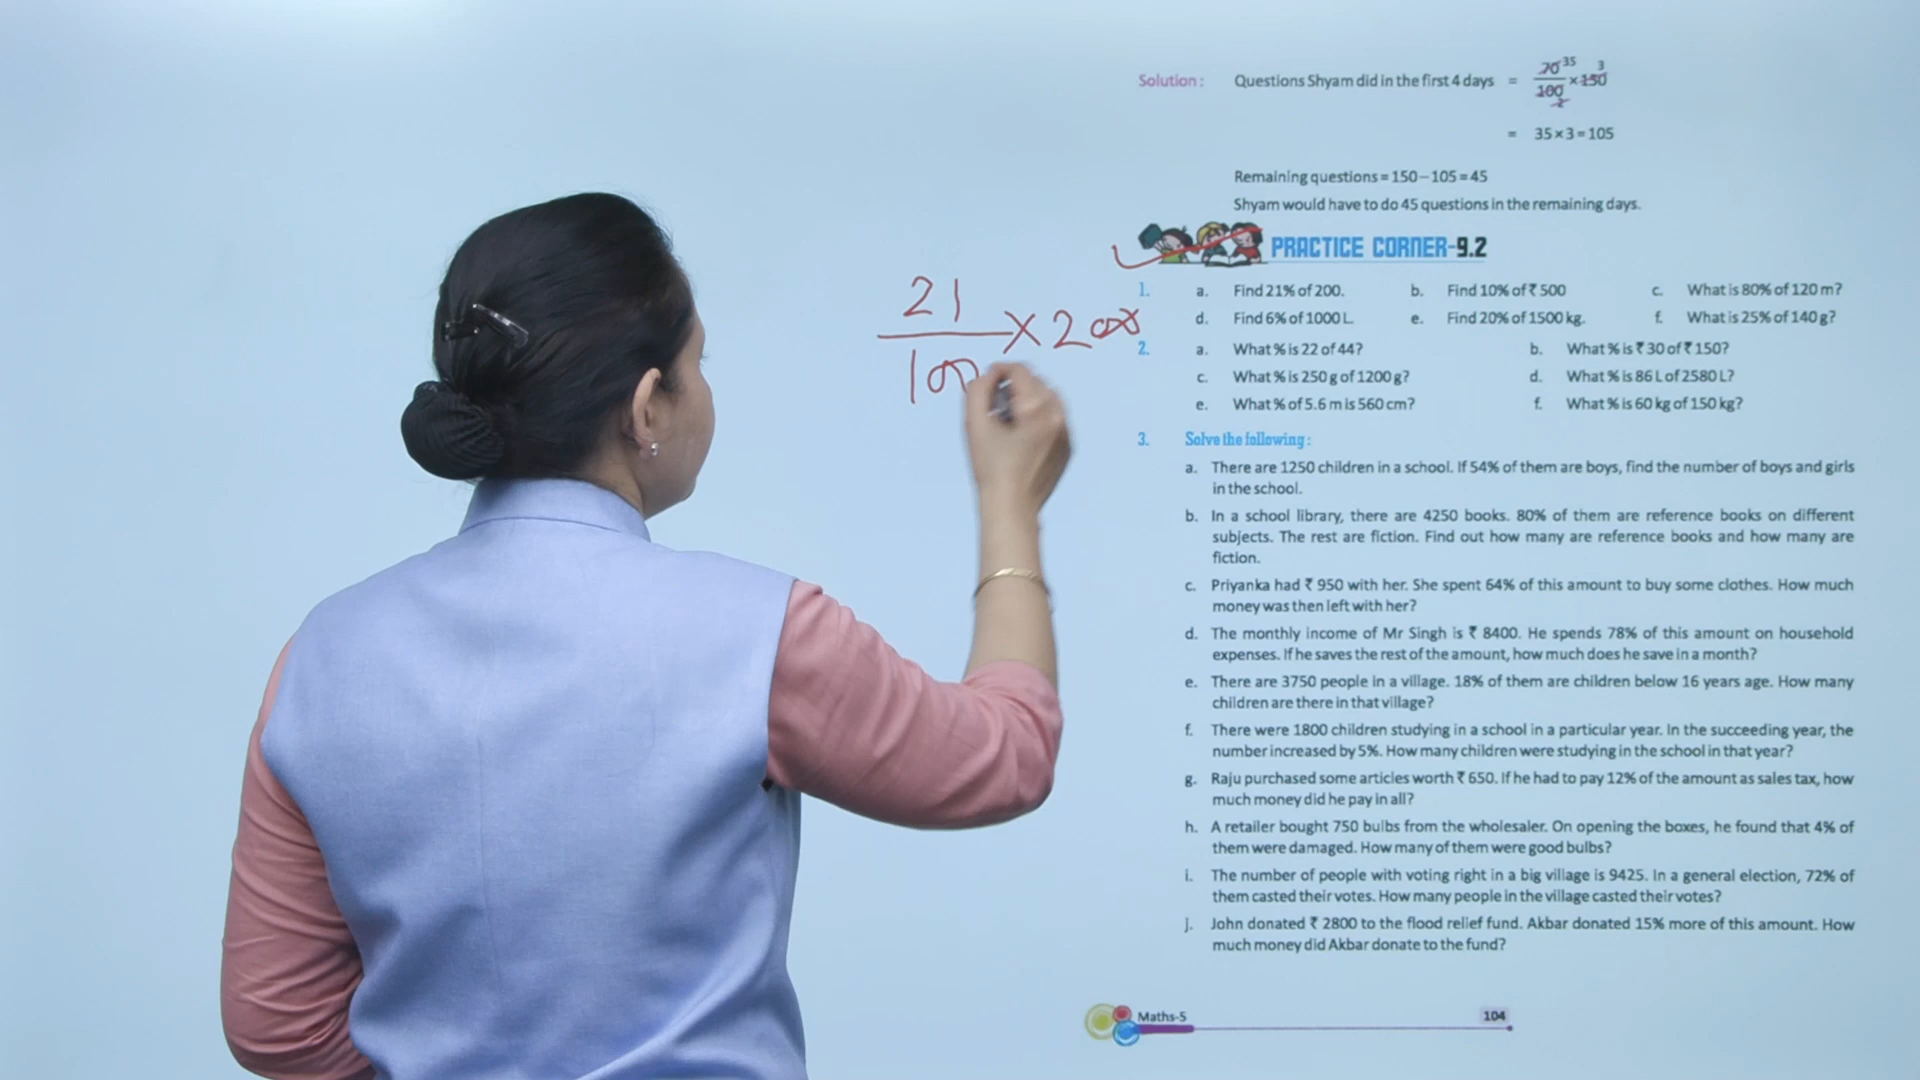 Solution : Questions Shyam did in the first 4 days = 70 35 / 100 2 × 150 3
= 35×3=105
Remaining questions = 150–105=45
Shyam would have to do 45 questions in the remaining days.
PRACTICE CORNER-9.2
21
100
×200
1. a. Find 21% of 200. b. Find 10% of ₹ 500 c. What is 80% of 120 m?
d. Find 6% of 1000 L. e. Find 20% of 1500 kg. f. What is 25% of 140 g?
2. a. What % is 22 of 44? b. What % is ₹ 30 of ₹ 150?
c. What % is 250 g of 1200 g? d. What % is 86 L of 2580 L?
e. What % of 5.6 m is 560 cm? f. What % is 60 kg of 150 kg?
3. Solve the following :
a. There are 1250 children in a school. If 54% of them are boys, find the number of boys and girls
in the school.
b. In a school library, there are 4250 books. 80% of them are reference books on different
subjects. The rest are fiction. Find out how many are reference books and how many are
fiction.
c. Priyanka had ₹ 950 with her. She spent 64% of this amount to buy some clothes. How much
money was then left with her?
d. The monthly income of Mr Singh is ₹ 8400. He spends 78% of this amount on household
expenses. If he saves the rest of the amount, how much does he save in a month?
e. There are 3750 people in a village. 18% of them are children below 16 years age. How many
children are there in that village?
f. There were 1800 children studying in a school in a particular year. In the succeeding year, the
number increased by 5%. How many children were studying in the school in that year?
g. Raju purchased some articles worth ₹ 650. If he had to pay 12% of the amount as sales tax, how
much money did he pay in all?
h. A retailer bought 750 bulbs from the wholesaler. On opening the boxes, he found that 4% of
them were damaged. How many of them were good bulbs?
i. The number of people with voting right in a big village is 9425. In a general election, 72% of
them casted their votes. How many people in the village casted their votes?
j. John donated ₹ 2800 to the flood relief fund. Akbar donated 15% more of this amount. How
much money did Akbar donate to the fund?
Maths-5 104